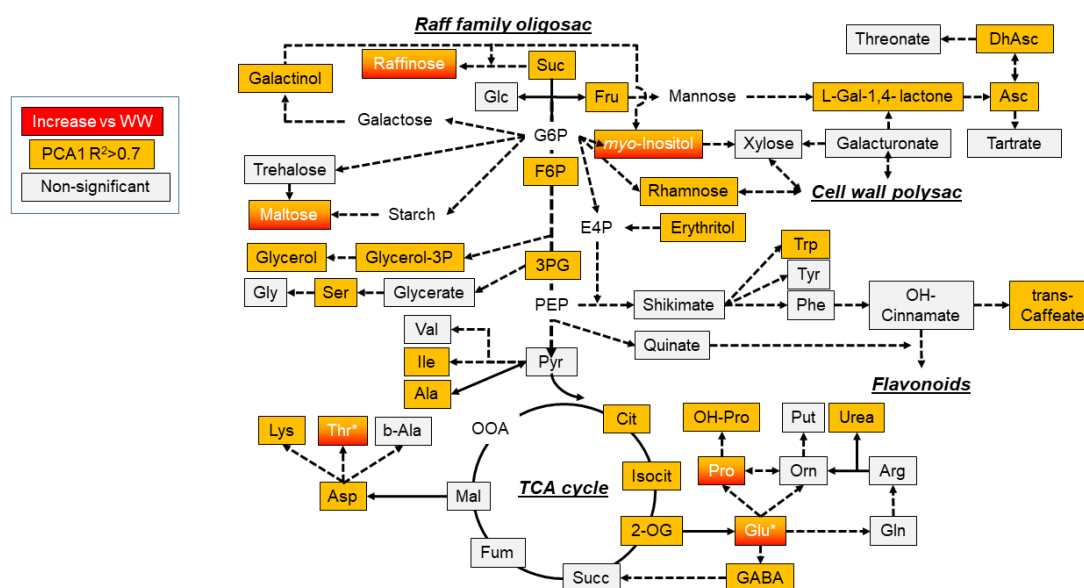 Raff family oligosac
Threonate
DhAsc
Raffinose
Suc
Galactinol
Glc
Fru
Mannose
L-Gal-1,4- lactone
Asc
Increase vs WW
PCA1 R²>0.7
Non-significant
Galactose
G6P
myo-Inositol
Xylose
Galacturonate
Tartrate
Trehalose
F6P
Rhamnose
Cell wall polysac
Maltose
Starch
E4P
Erythritol
Glycerol
Glycerol-3P
3PG
Trp
Tyr
Gly
Ser
Glycerate
PEP
Shikimate
Phe
OH-
Cinnamate
trans-
Caffeate
Val
Quinate
Ile
Pyr
Ala
Flavonoids
Lys
Thr*
b-Ala
OOA
Cit
OH-Pro
Put
Urea
Isocit
Pro
Orn
Arg
TCA cycle
Asp
Mal
2-OG
Glu*
Gln
Fum
Succ
GABA